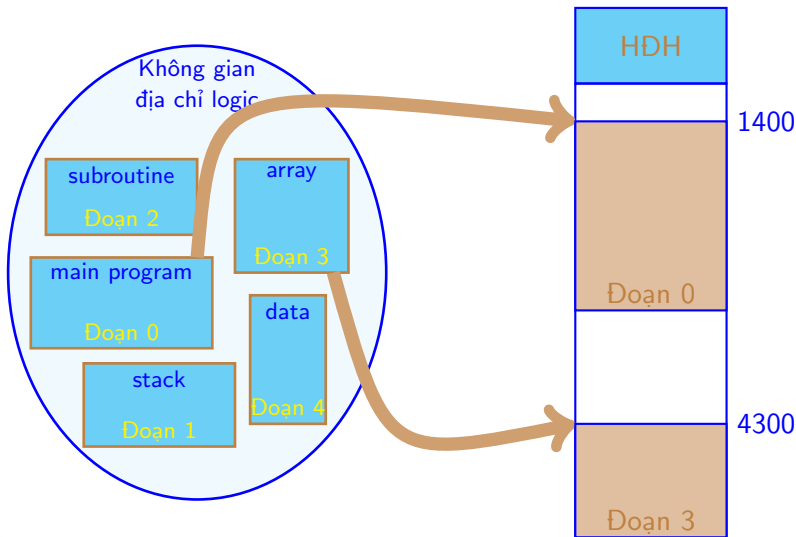 Không gian
địa chỉ logic
subroutine
Đoạn 2
array
Đoạn 3
main program
Đoạn 0
data
Đoạn 4
stack
Đoạn 1
HĐH
1400
Đoạn 0
4300
Đoạn 3